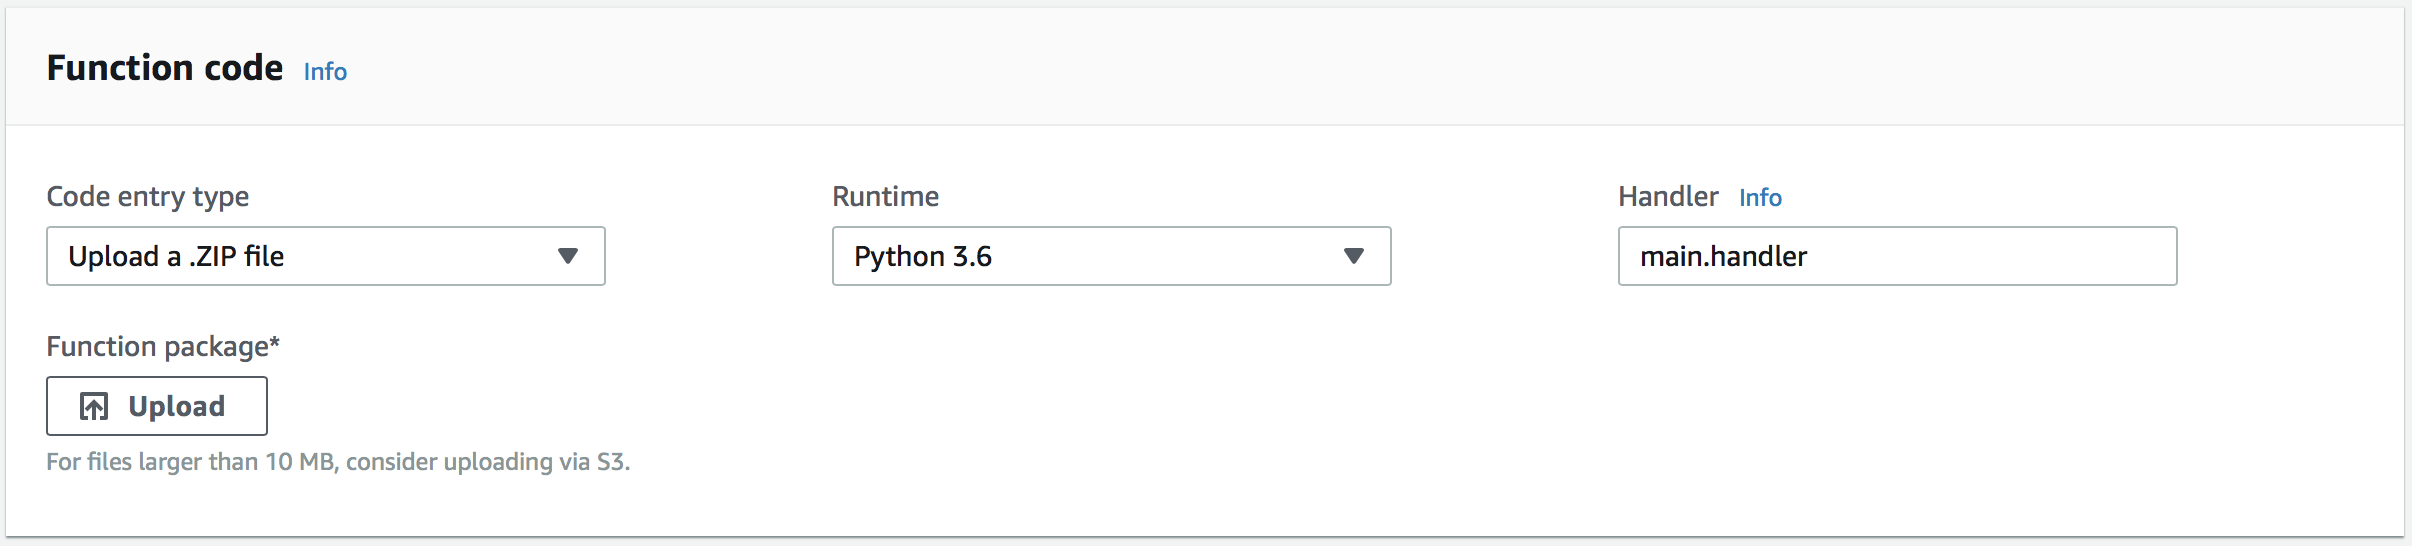 Function code Info
Code entry type
Runtime
Handler Info
Upload a .ZIP file
Python 3.6
main.handler
Function package*
Upload
For files larger than 10 MB, consider uploading via S3.